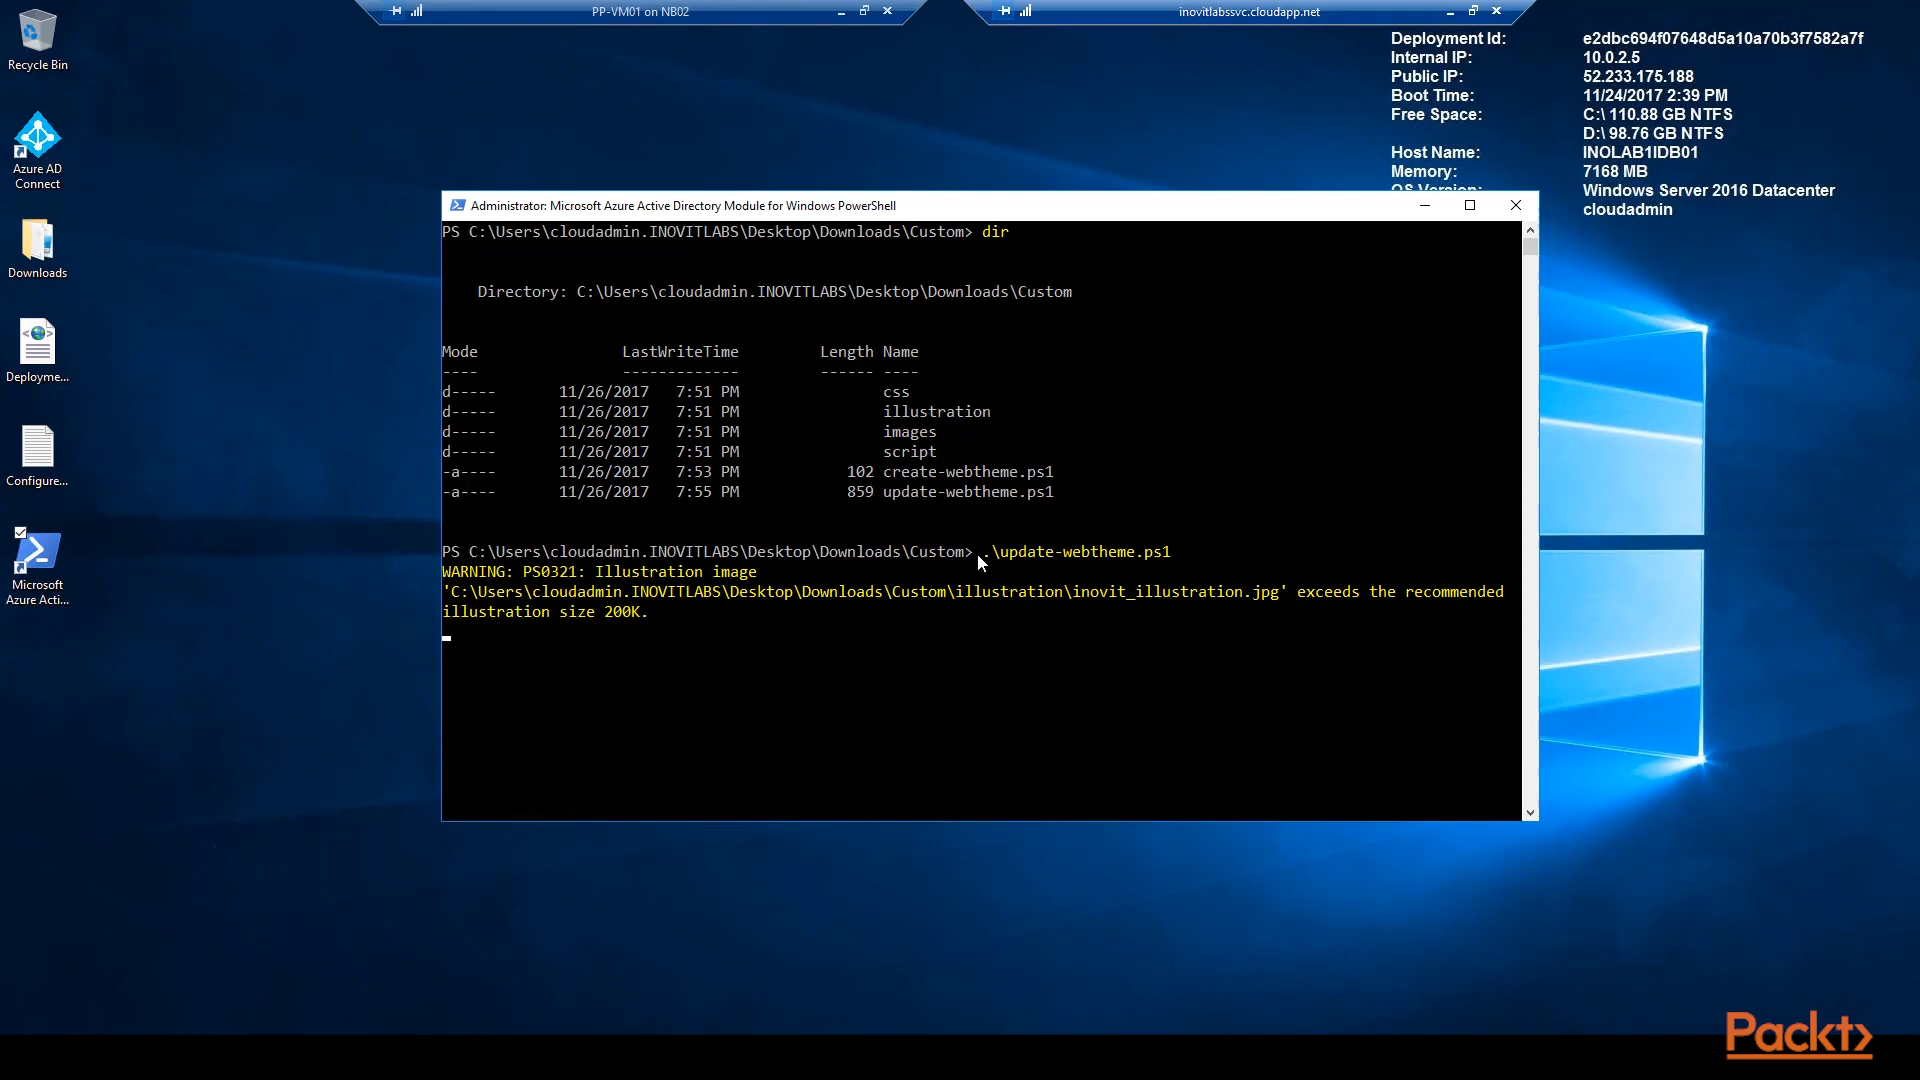 PP-VM01 on NB02
inovitlabssvc.cloudapp.net
Recycle Bin
Azure AD
Connect
Downloads
Deployme...
Configure...
Microsoft
Azure Acti...
Deployment Id: e2dbc694f07648d5a10a70b3f7582a7f
Internal IP: 10.0.2.5
Public IP: 52.233.175.188
Boot Time: 11/24/2017 2:39 PM
Free Space: C:\ 110.88 GB NTFS
D:\ 98.76 GB NTFS
Host Name: INOLAB1IDB01
Memory: 7168 MB
OS Version: Windows Server 2016 Datacenter
cloudadmin
Administrator: Microsoft Azure Active Directory Module for Windows PowerShell
PS C:\Users\cloudadmin.INOVITLABS\Desktop\Downloads\Custom> dir
Directory: C:\Users\cloudadmin.INOVITLABS\Desktop\Downloads\Custom
Mode LastWriteTime Length Name
---- ------------- ------ ----
d----- 11/26/2017 7:51 PM css
d----- 11/26/2017 7:51 PM illustration
d----- 11/26/2017 7:51 PM images
d----- 11/26/2017 7:51 PM script
-a---- 11/26/2017 7:53 PM 102 create-webtheme.ps1
-a---- 11/26/2017 7:55 PM 859 update-webtheme.ps1
PS C:\Users\cloudadmin.INOVITLABS\Desktop\Downloads\Custom> .\update-webtheme.ps1
WARNING: PS0321: Illustration image
'C:\Users\cloudadmin.INOVITLABS\Desktop\Downloads\Custom\illustration\inovit_illustration.jpg' exceeds the recommended
illustration size 200K.
Packt>